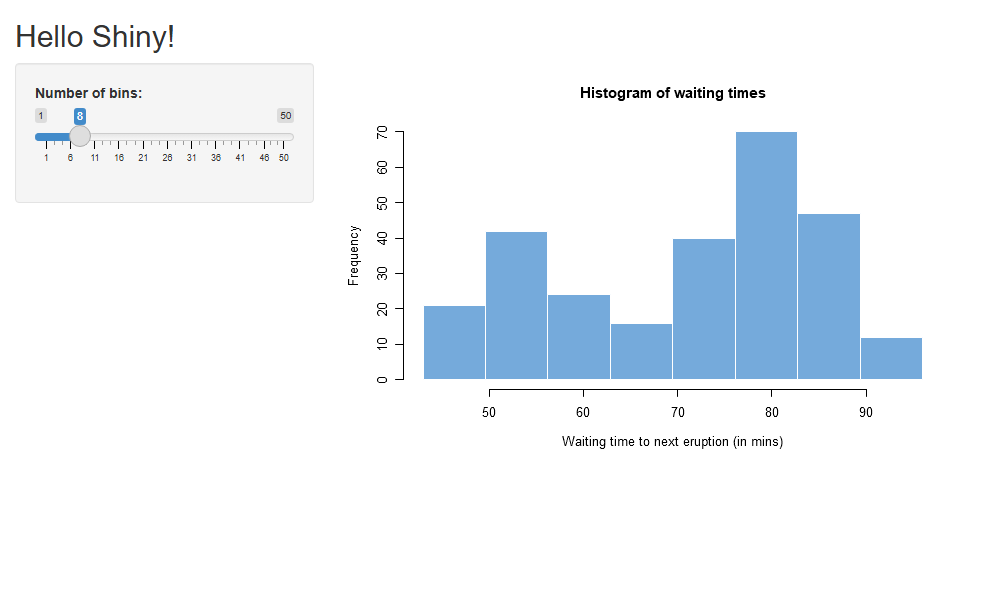 Hello Shiny!
Number of bins:
1 8 50
1 6 11 16 21 26 31 36 41 46 50
Histogram of waiting times
Frequency
70
60
50
40
30
20
10
0
50 60 70 80 90
Waiting time to next eruption (in mins)